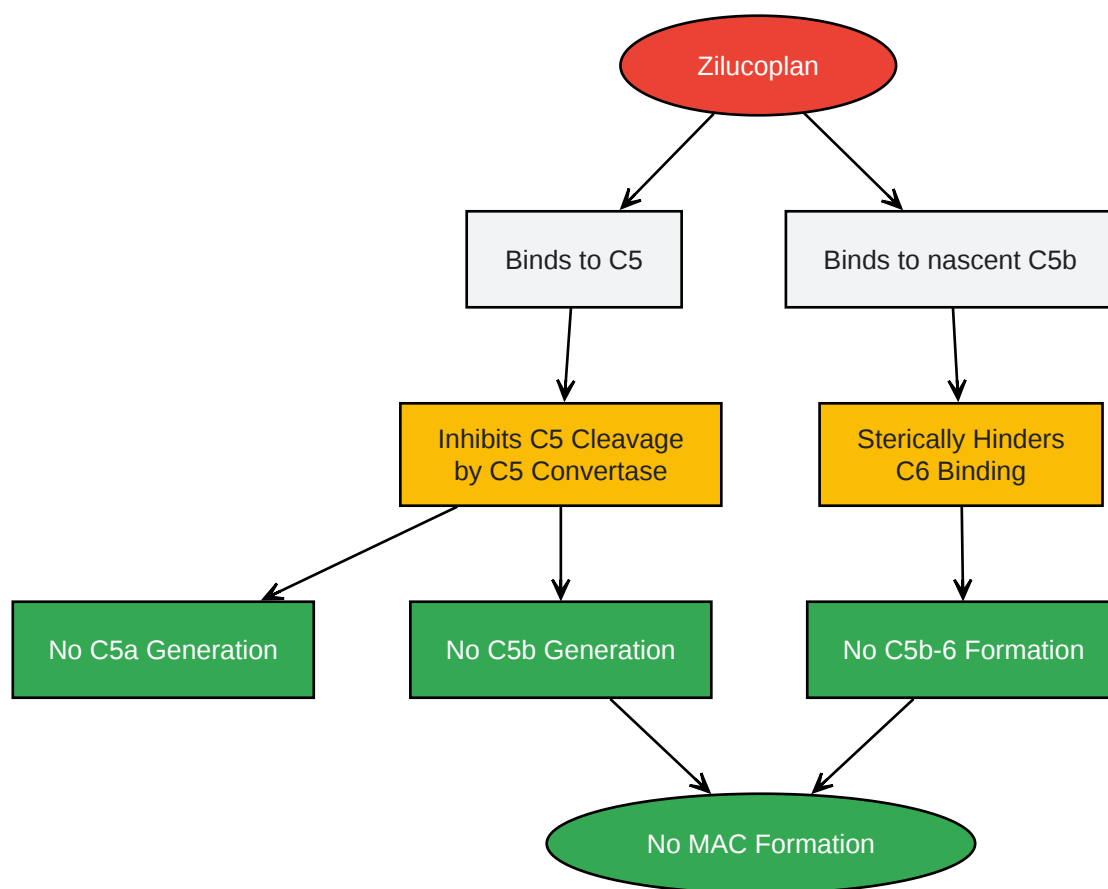 Zilucoplan
Binds to C5
Binds to nascent C5b
Inhibits C5 Cleavage
by C5 Convertase
Sterically Hinders
C6 Binding
No C5a Generation
No C5b Generation
No C5b-6 Formation
No MAC Formation